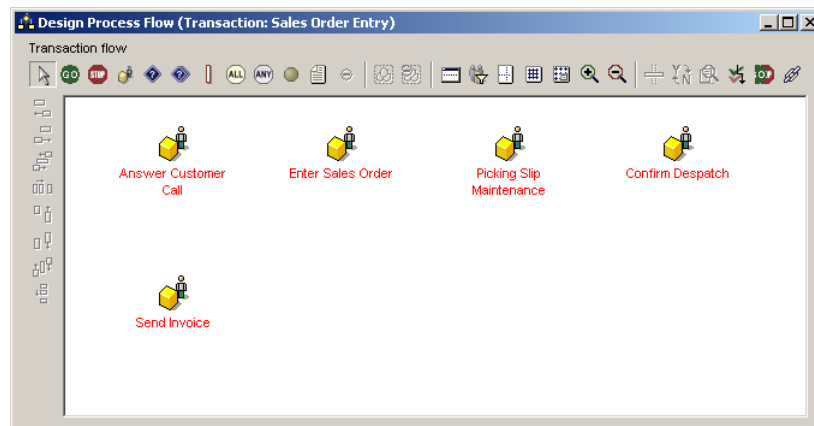 Design Process Flow (Transaction: Sales Order Entry)
Transaction flow
GO STOP ALL ANY
Answer Customer
Call
Enter Sales Order
Picking Slip
Maintenance
Confirm Despatch
Send Invoice